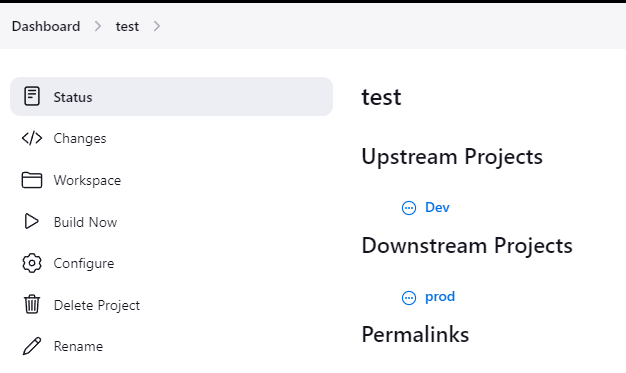 Dashboard > test >
Status
Changes
Workspace
Build Now
Configure
Delete Project
Rename
test
Upstream Projects
Dev
Downstream Projects
prod
Permalinks